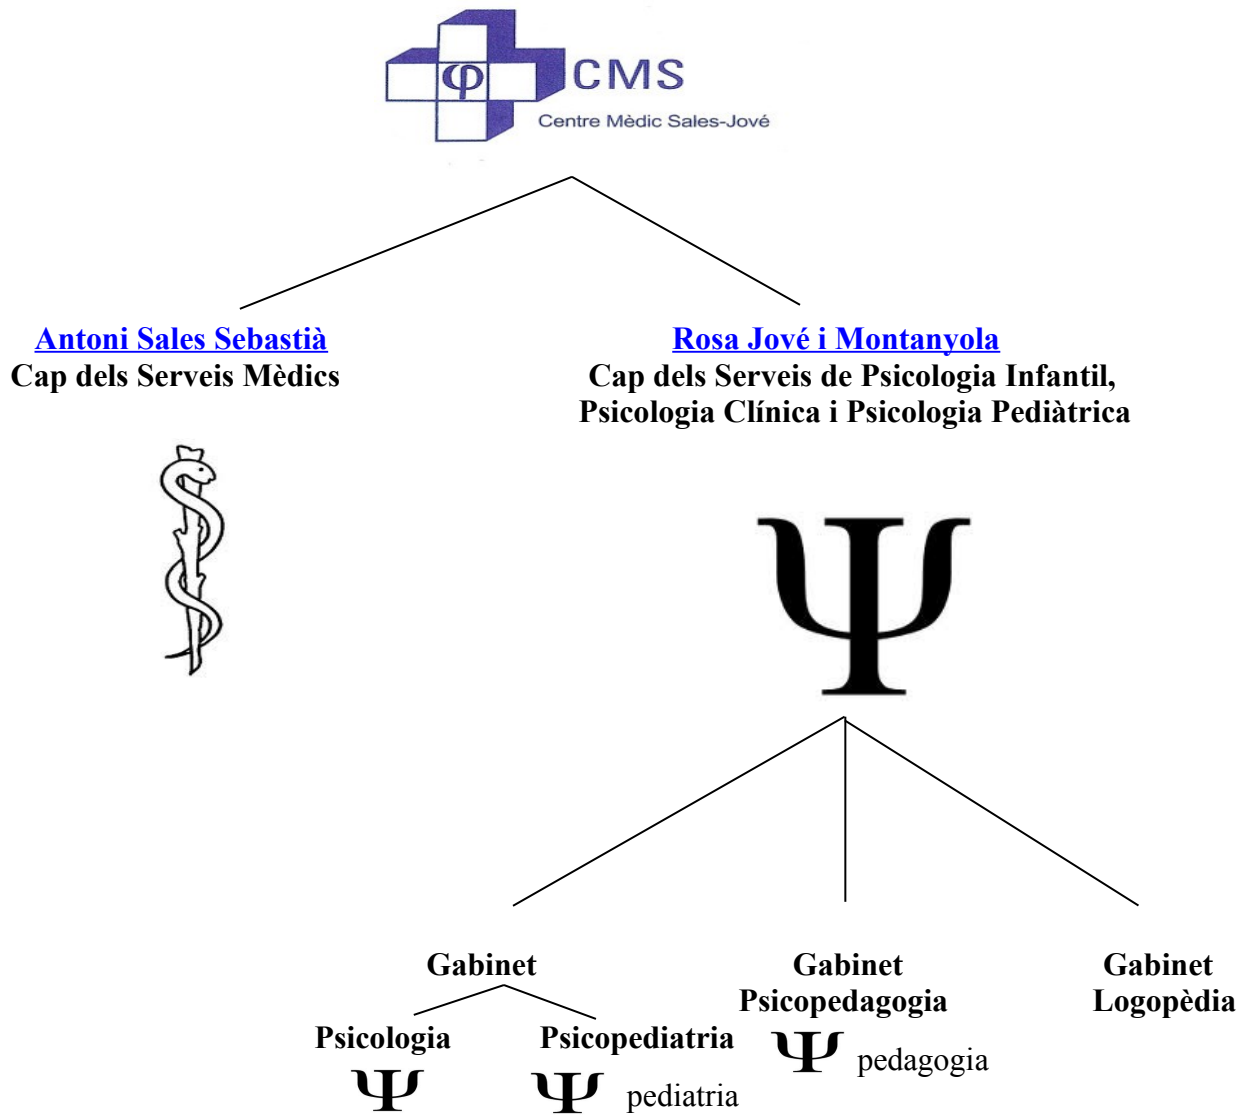 φ CMS
Centre Mèdic Sales-Jové
Antoni Sales Sebastià
Cap dels Serveis Mèdics
Rosa Jové i Montanyola
Cap dels Serveis de Psicologia Infantil,
Psicologia Clínica i Psicologia Pediàtrica
Ψ
Gabinet
Psicologia
Ψ
Psicopediatria
Ψ pediatria
Gabinet
Psicopedagogia
Ψ pedagogia
Gabinet
Logopèdia